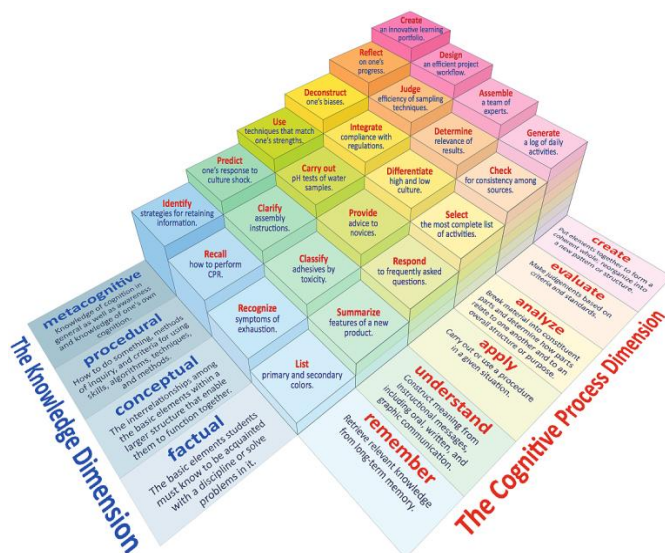 Create
an innovative learning
portfolio.
Reflect
on one's
progress.
Design
an efficient project
workflow.
Deconstruct
one's biases.
Judge
efficiency of sampling
techniques.
Assemble
a team of
experts.
Use
techniques that match
one's strengths.
Integrate
compliance with
regulations.
Determine
relevance of
results.
Generate
a log of daily
activities.
Predict
one's response to
culture shock.
Carry out
pH tests of water
samples.
Differentiate
high and low
culture.
Check
for consistency among
sources.
Identify
strategies for retaining
information.
Clarify
assembly
instructions.
Provide
advice to
novices.
Select
the most complete list
of activities.
Recall
how to perform
CPR.
Classify
adhesives by
toxicity.
Respond
to frequently asked
questions.
Recognize
symptoms of
exhaustion.
Summarize
features of a new
product.
List
primary and secondary
colors.
The Knowledge Dimension
metacognitive
Knowledge of cognition in
general as well as awareness
and knowledge of one's own
cognition.
procedural
How to do something, methods
of inquiry, and criteria for using
skills, algorithms, techniques,
and methods.
conceptual
The interrelationships among
the basic elements within a
larger structure that enable
them to function together.
factual
The basic elements students
must know to be acquainted
with a discipline or solve
problems in it.
The Cognitive Process Dimension
create
Put elements together to form a
coherent whole; reorganize into
a new pattern or structure.
evaluate
Make judgements based on
criteria and standards.
analyze
Break material into constituent
parts and determine how parts
relate to one another and to an
overall structure or purpose.
apply
Carry out or use a procedure
in a given situation.
understand
Construct meaning from
instructional messages,
including oral, written, and
graphic communication.
remember
Retrieve relevant knowledge
from long-term memory.